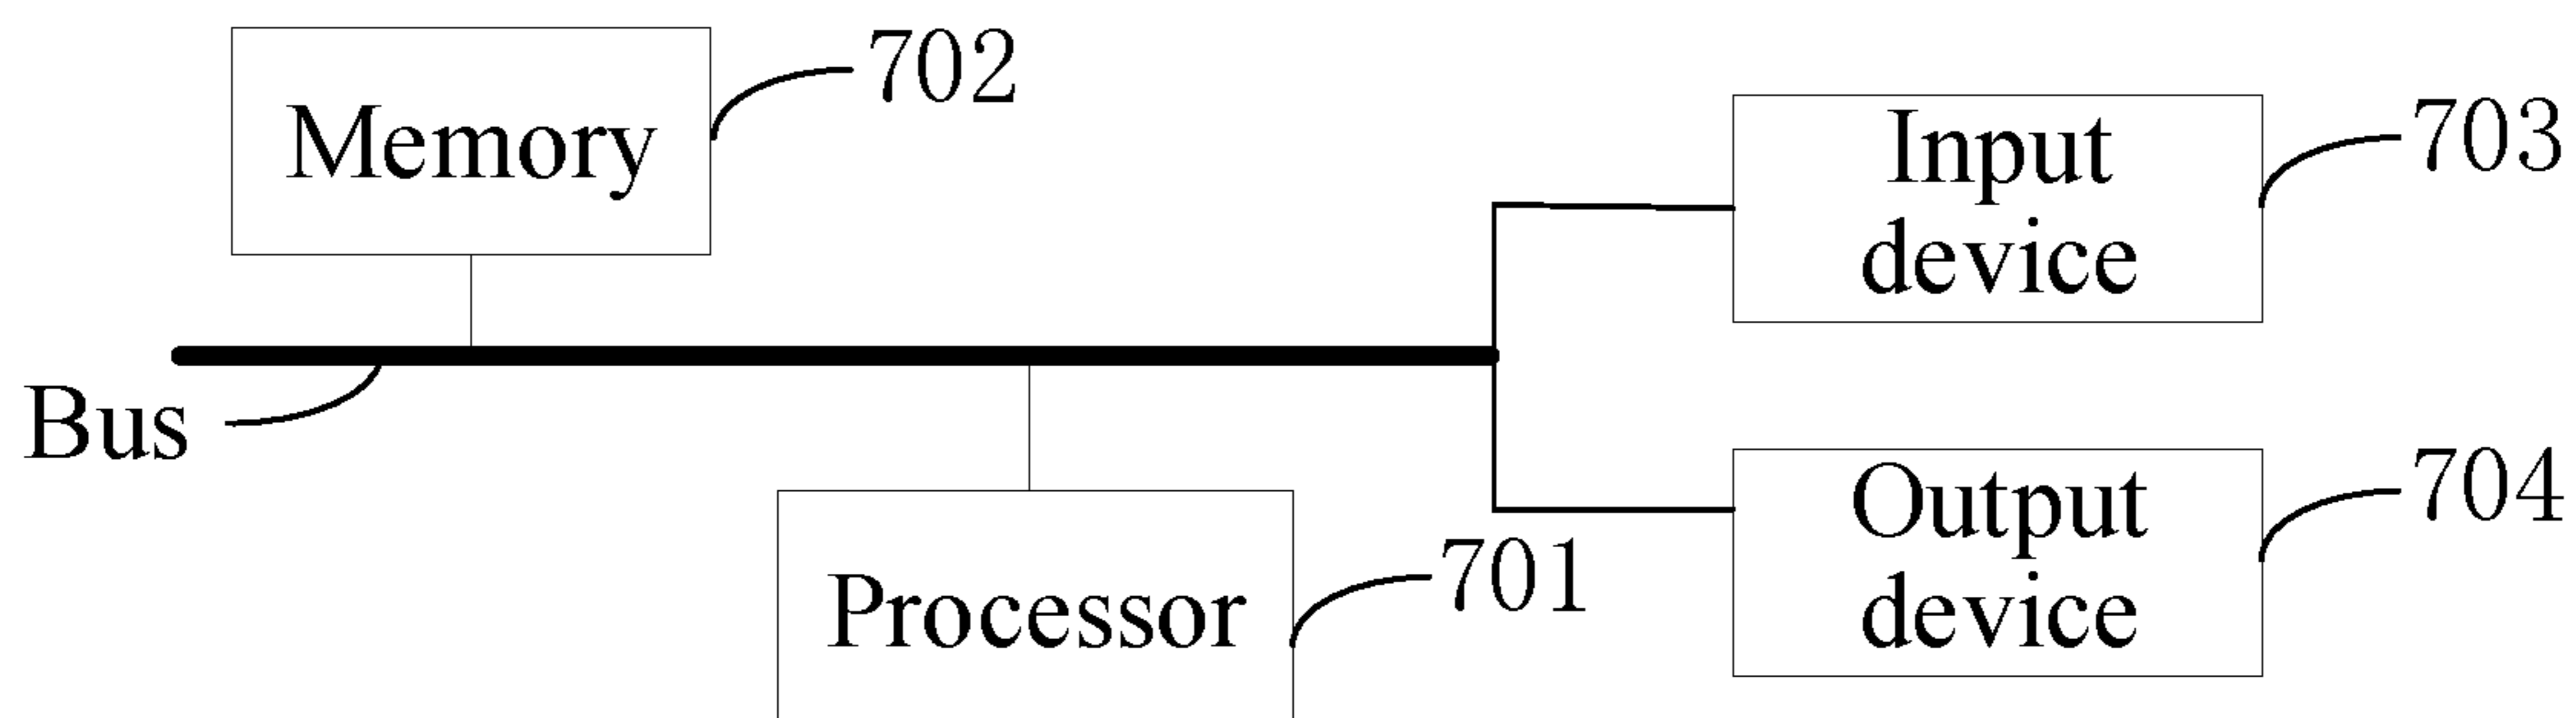 Memory
702
Input
device
703
Bus
Processor
701
Output
device
704